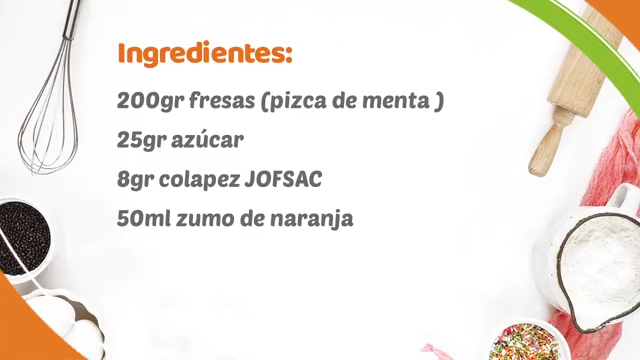 Ingredientes:
200gr fresas (pizca de menta )
25gr azúcar
8gr colapez JOFSAC
50ml zumo de naranja